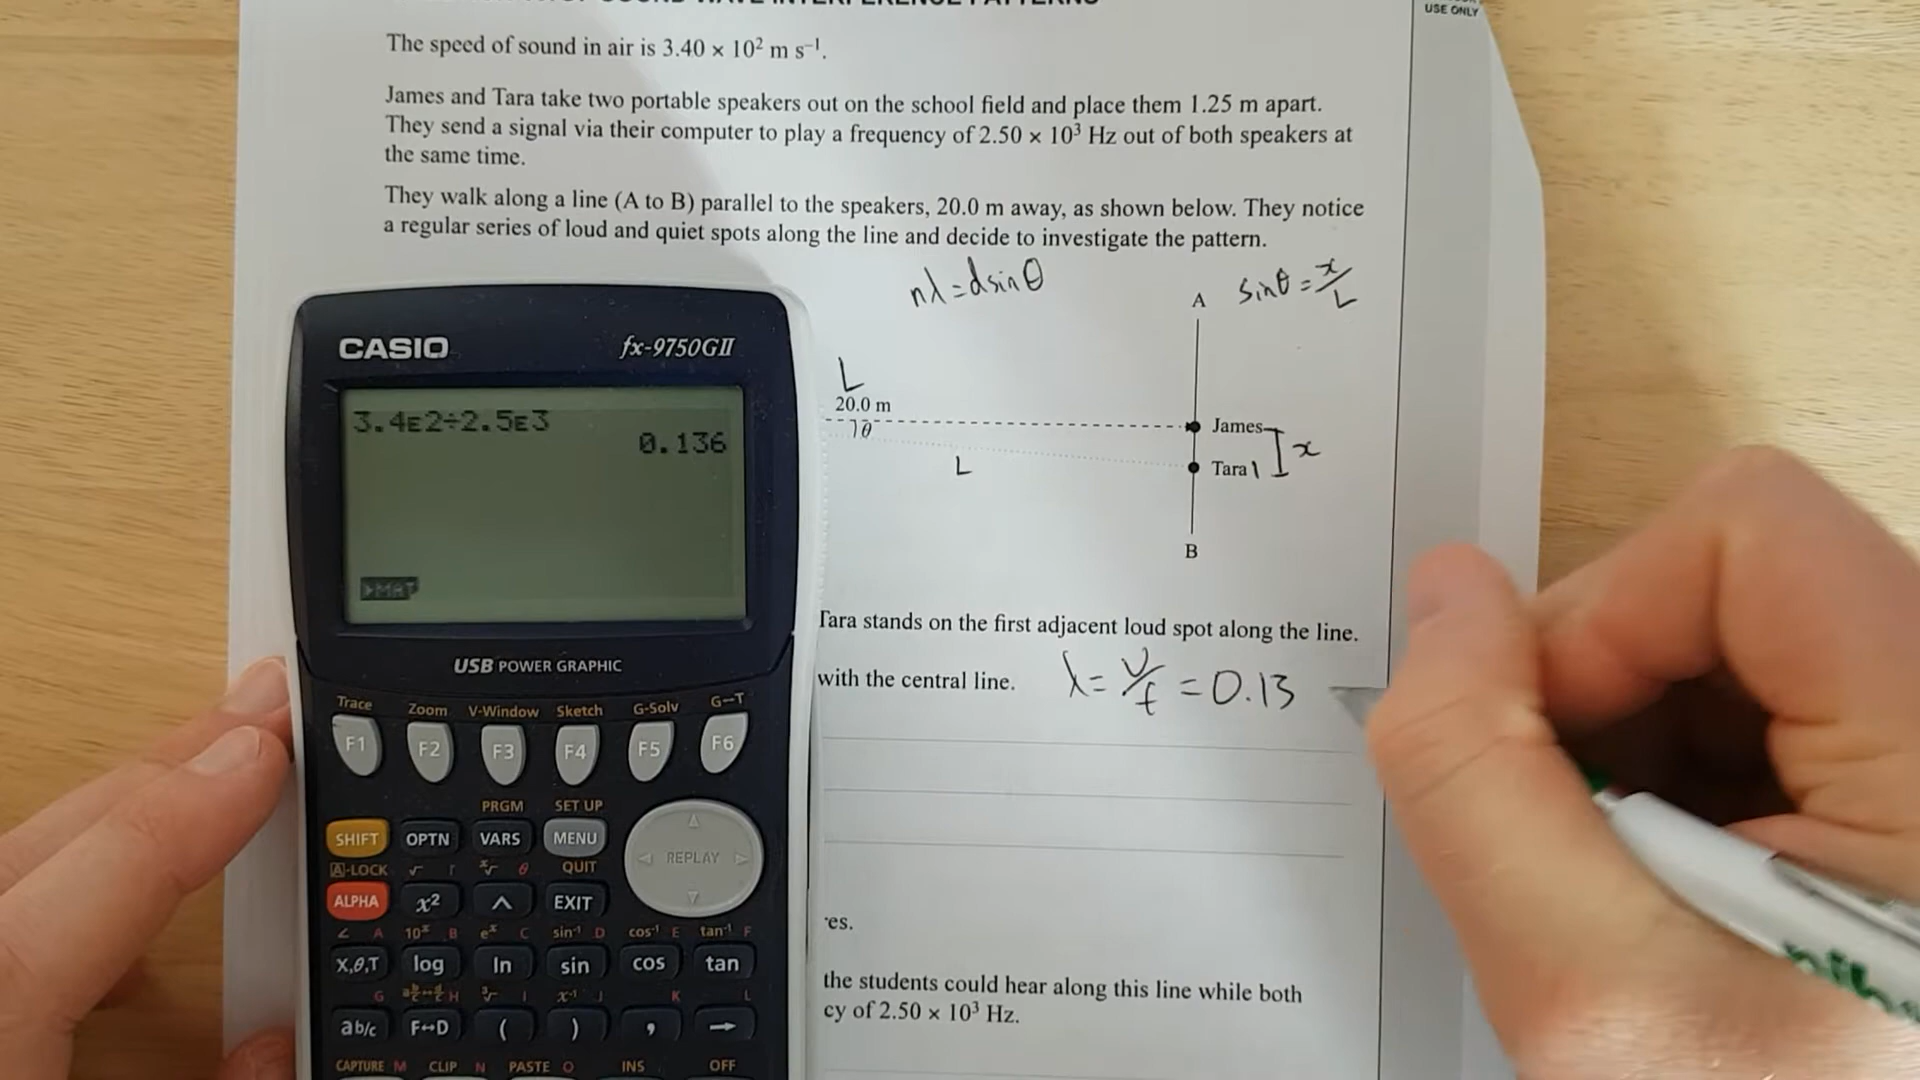 USE ONLY
The speed of sound in air is 3.40 × 10² m s⁻¹.
James and Tara take two portable speakers out on the school field and place them 1.25 m apart.
They send a signal via their computer to play a frequency of 2.50 × 10³ Hz out of both speakers at
the same time.
They walk along a line (A to B) parallel to the speakers, 20.0 m away, as shown below. They notice
a regular series of loud and quiet spots along the line and decide to investigate the pattern.
nλ=dsinθ
A
sinθ = x/L
L
20.0 m
θ
L
James
Tara
x
B
Tara stands on the first adjacent loud spot along the line.
with the central line.
λ= v/f = 0.13
es.
the students could hear along this line while both
cy of 2.50 × 10³ Hz.
CASIO
fx-9750GII
3.4E2÷2.5E3
0.136
▶MAT
USB POWER GRAPHIC
Trace Zoom V-Window Sketch G-Solv G↔T
F1 F2 F3 F4 F5 F6
PRGM SET UP
SHIFT OPTN VARS MENU
REPLAY
A-LOCK √ r ˣ√ θ QUIT
ALPHA x² ^ EXIT
∠ A 10ˣ B eˣ C sin⁻¹ D cos⁻¹ E tan⁻¹ F
X,θ,T log ln sin cos tan
G H ³√ I x⁻¹ J K L
ab/c F↔D ( ) , →
CAPTURE M CLIP N PASTE O INS OFF